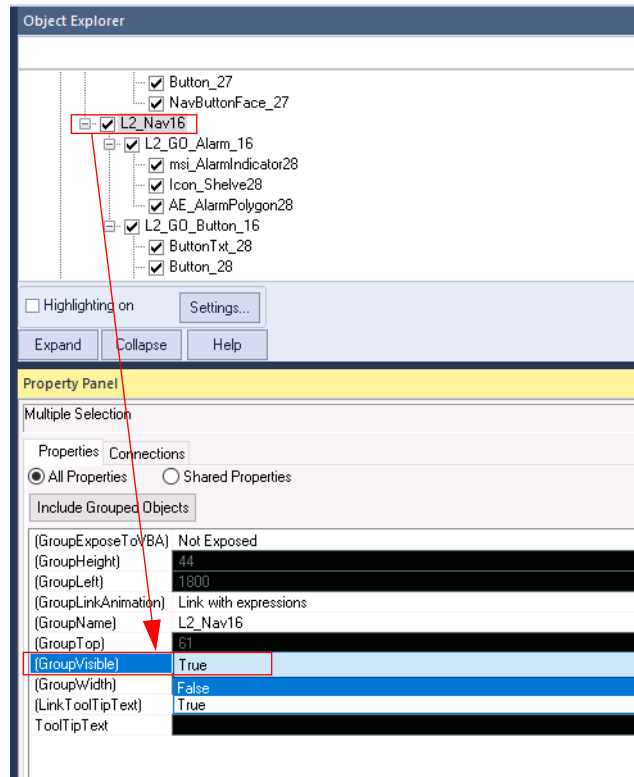 Object Explorer
Button_27
NavButtonFace_27
L2_Nav16
L2_GO_Alarm_16
msi_AlarmIndicator28
Icon_Shelve28
AE_AlarmPolygon28
L2_GO_Button_16
ButtonTxt_28
Button_28
Highlighting on Settings...
Expand Collapse Help
Property Panel
Multiple Selection
Properties Connections
All Properties Shared Properties
Include Grouped Objects
(GroupExposeToVBA) Not Exposed
(GroupHeight) 44
(GroupLeft) 1800
(GroupLinkAnimation) Link with expressions
(GroupName) L2_Nav16
(GroupTop) 61
(GroupVisible) True
(GroupWidth) False
(LinkToolTipText) True
ToolTipText